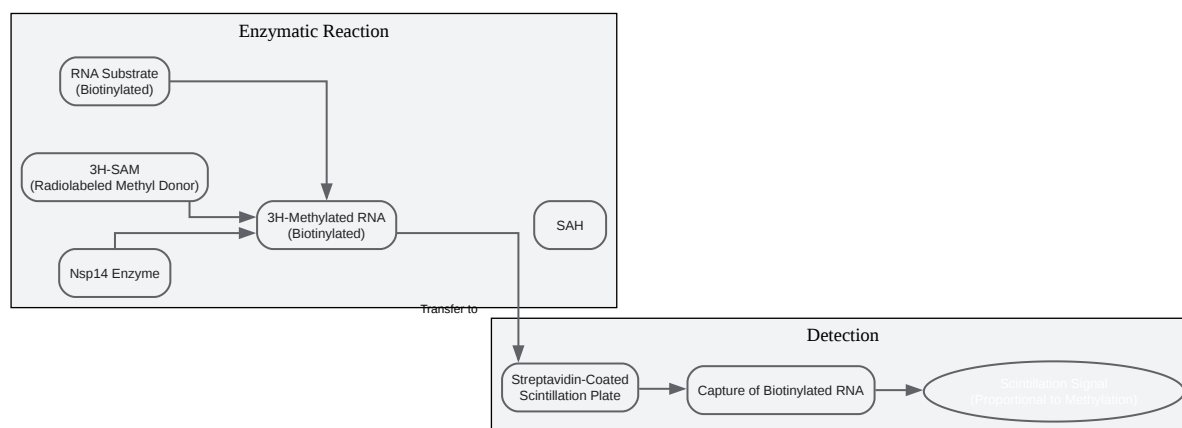 Enzymatic Reaction
RNA Substrate
(Biotinylated)
3H-SAM
(Radiolabeled Methyl Donor)
3H-Methylated RNA
(Biotinylated)
SAH
Nsp14 Enzyme
Transfer to
Detection
Streptavidin-Coated
Scintillation Plate
Capture of Biotinylated RNA
Scintillation Signal
(Proportional to Methylation)